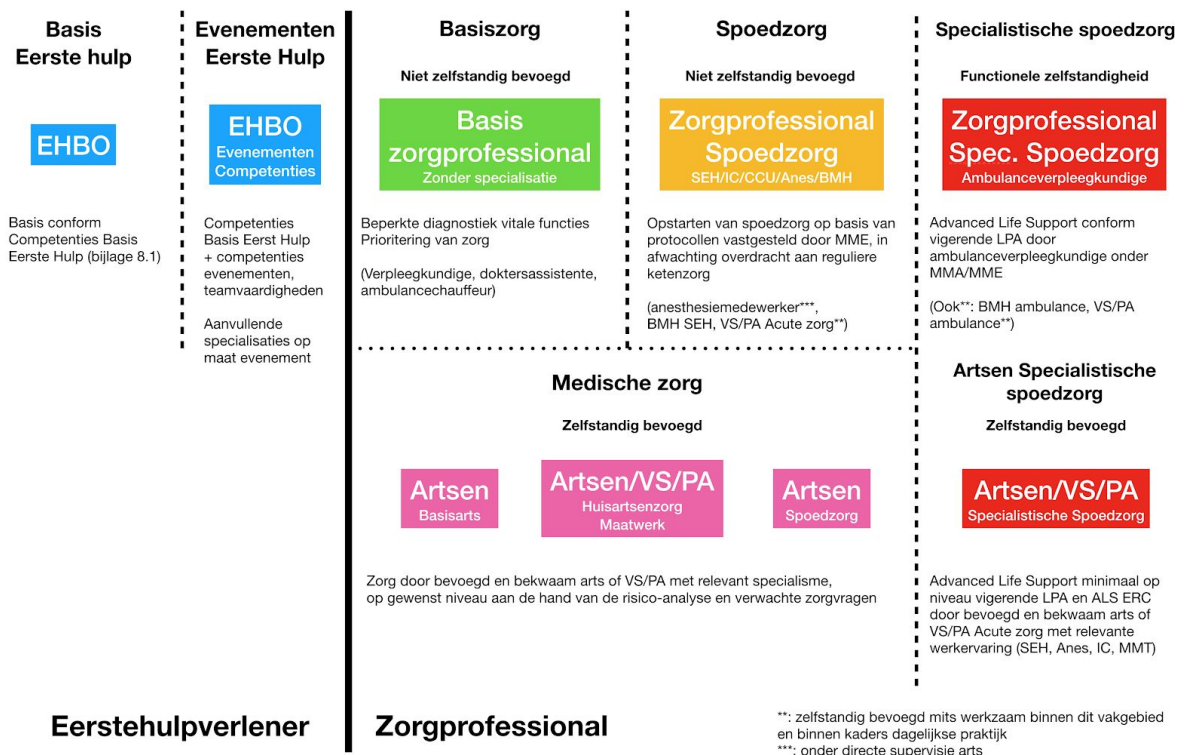 Basis
Eerste hulp
EHBO
Basis conform
Competenties Basis
Eerste Hulp (bijlage 8.1)
Evenementen
Eerste Hulp
EHBO
Evenementen
Competenties
Competenties
Basis Eerst Hulp
+ competenties
evenementen,
teamvaardigheden
Aanvullende
specialisaties op
maat evenement
Basiszorg
Niet zelfstandig bevoegd
Basis
zorgprofessional
Zonder specialisatie
Beperkte diagnostiek vitale functies
Prioritering van zorg
(Verpleegkundige, doktersassistente,
ambulancechauffeur)
Spoedzorg
Niet zelfstandig bevoegd
Zorgprofessional
Spoedzorg
SEH/IC/CCU/Anes/BMH
Opstarten van spoedzorg op basis van
protocollen vastgesteld door MME, in
afwachting overdracht aan reguliere
ketenzorg
(anesthesiemedewerker***,
BMH SEH, VS/PA Acute zorg**)
Specialistische spoedzorg
Functionele zelfstandigheid
Zorgprofessional
Spec. Spoedzorg
Ambulanceverpleegkundige
Advanced Life Support conform
vigerende LPA door
ambulanceverpleegkundige onder
MMA/MME
(Ook**: BMH ambulance, VS/PA
ambulance**)
Medische zorg
Zelfstandig bevoegd
Artsen
Basisarts
Artsen/VS/PA
Huisartsenzorg
Maatwerk
Artsen
Spoedzorg
Zorg door bevoegd en bekwaam arts of VS/PA met relevant specialisme,
op gewenst niveau aan de hand van de risico-analyse en verwachte zorgvragen
Artsen Specialistische
spoedzorg
Zelfstandig bevoegd
Artsen/VS/PA
Specialistische Spoedzorg
Advanced Life Support minimaal op
niveau vigerende LPA en ALS ERC
door bevoegd en bekwaam arts of
VS/PA Acute zorg met relevante
werkervaring (SEH, Anes, IC, MMT)
Eerstehulpverlener
Zorgprofessional
**: zelfstandig bevoegd mits werkzaam binnen dit vakgebied
en binnen kaders dagelijkse praktijk
***: onder directe supervisie arts